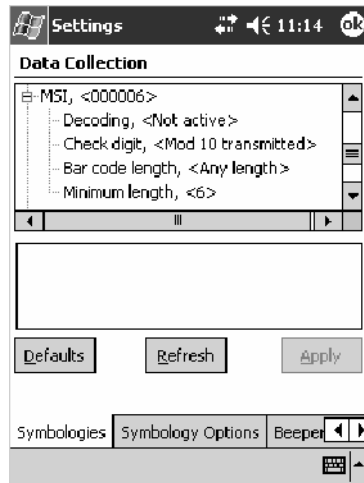 Settings 11:14 ok
Data Collection
MSI, <000006>
Decoding, <Not active>
Check digit, <Mod 10 transmitted>
Bar code length, <Any length>
Minimum length, <6>
Defaults Refresh Apply
Symbologies Symbology Options Beeper